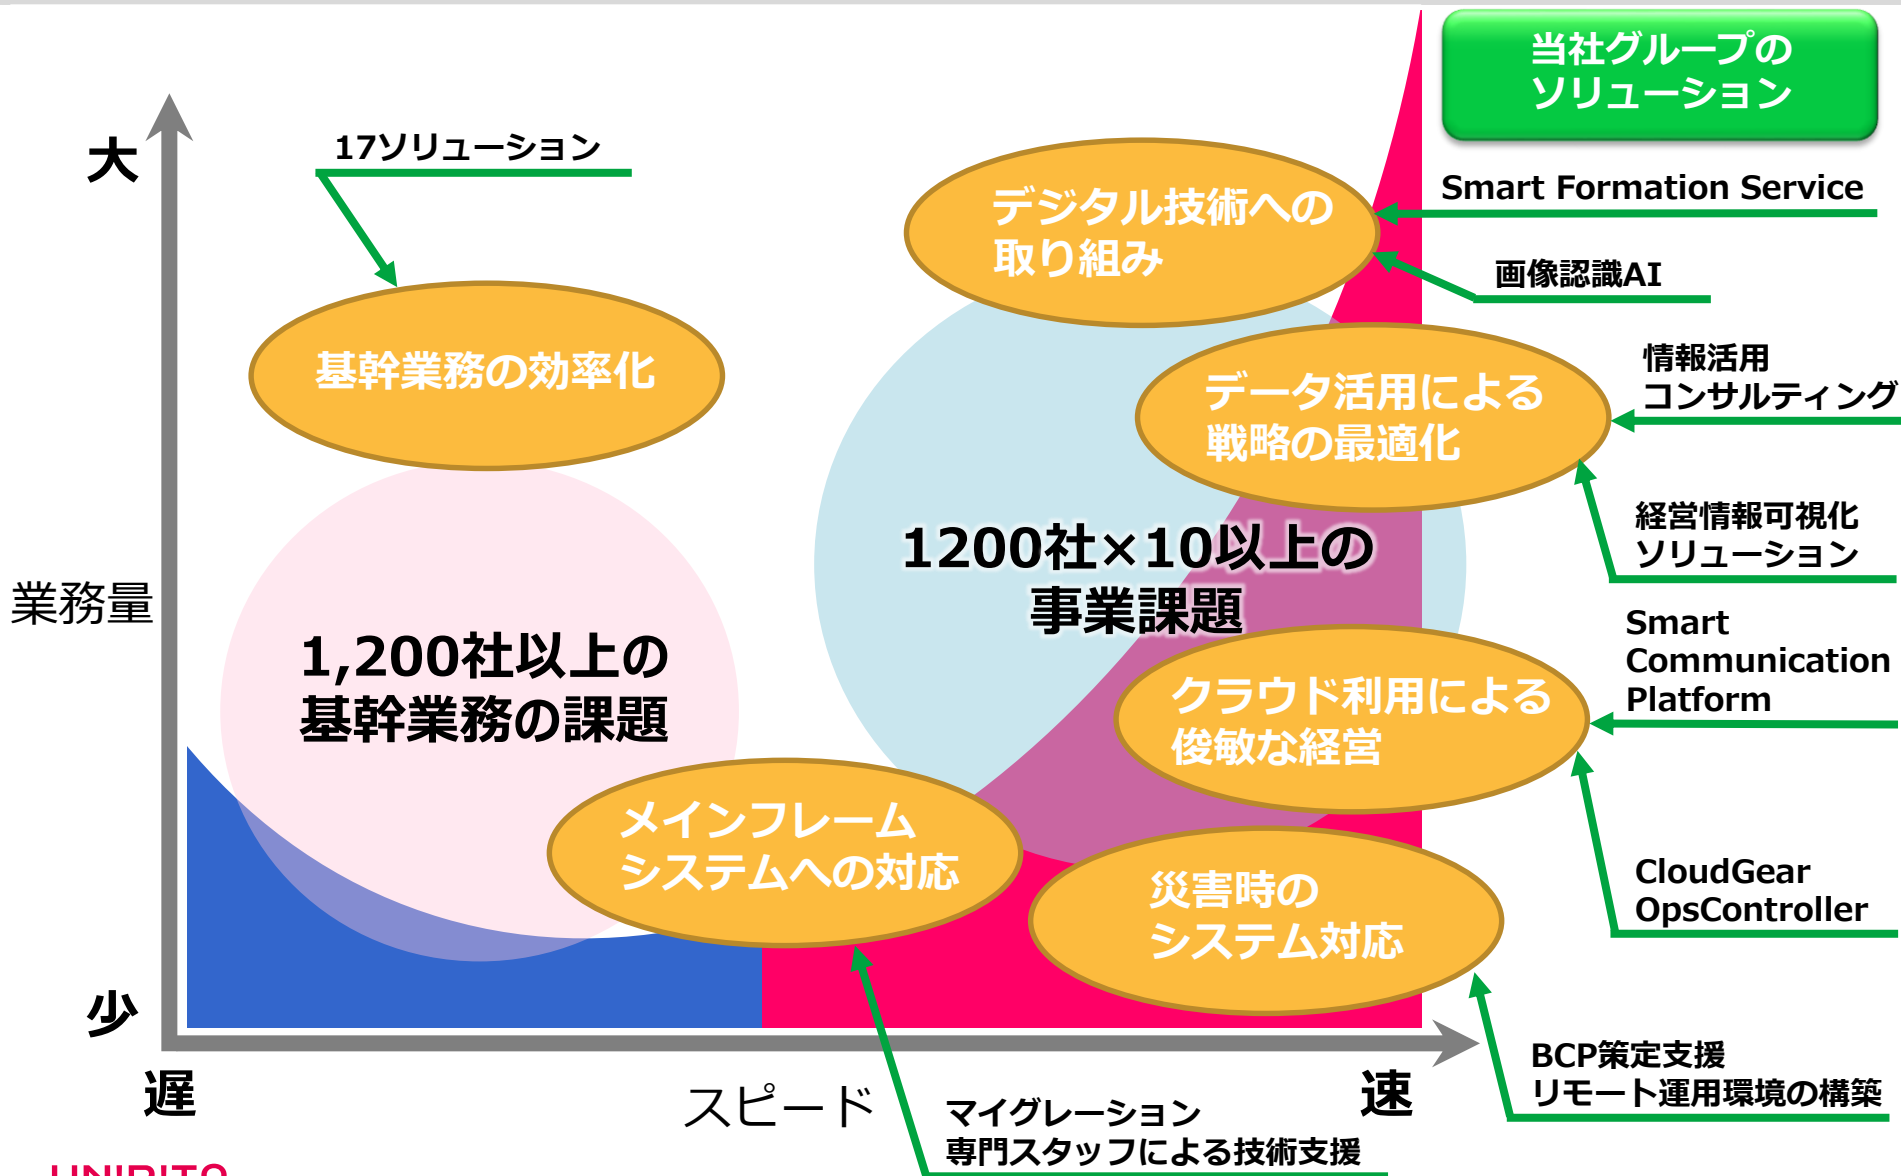 当社グループの
ソリューション
大
17ソリューション
デジタル技術への
取り組み
Smart Formation Service
画像認識AI
基幹業務の効率化
データ活用による
戦略の最適化
情報活用
コンサルティング
経営情報可視化
ソリューション
1200社×10以上の
事業課題
業務量
1,200社以上の
基幹業務の課題
Smart
Communication
Platform
クラウド利用による
俊敏な経営
メインフレーム
システムへの対応
災害時の
システム対応
CloudGear
OpsController
少
遅
スピード
速
BCP策定支援
リモート運用環境の構築
マイグレーション
専門スタッフによる技術支援